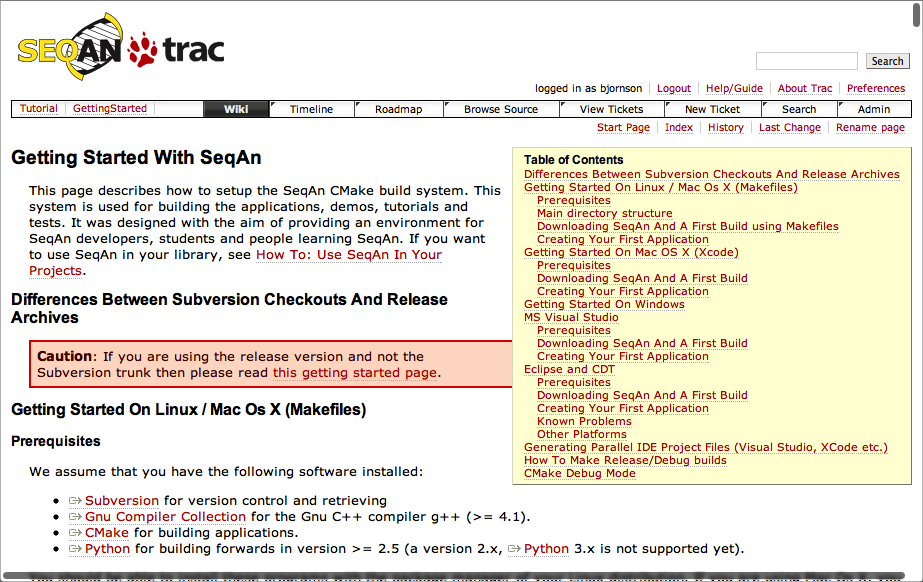 SEQAN trac
Search
logged in as bjornson Logout Help/Guide About Trac Preferences
Tutorial GettingStarted Wiki Timeline Roadmap Browse Source View Tickets New Ticket Search Admin
Start Page Index History Last Change Rename page
Getting Started With SeqAn
This page describes how to setup the SeqAn CMake build system. This
system is used for building the applications, demos, tutorials and
tests. It was designed with the aim of providing an environment for
SeqAn developers, students and people learning SeqAn. If you want
to use SeqAn in your library, see How To: Use SeqAn In Your
Projects.
Differences Between Subversion Checkouts And Release
Archives
Caution: If you are using the release version and not the
Subversion trunk then please read this getting started page.
Table of Contents
Differences Between Subversion Checkouts And Release Archives
Getting Started On Linux / Mac Os X (Makefiles)
Prerequisites
Main directory structure
Downloading SeqAn And A First Build using Makefiles
Creating Your First Application
Getting Started On Mac OS X (Xcode)
Prerequisites
Downloading SeqAn And A First Build
Creating Your First Application
Getting Started On Windows
MS Visual Studio
Prerequisites
Downloading SeqAn And A First Build
Creating Your First Application
Eclipse and CDT
Prerequisites
Downloading SeqAn And A First Build
Creating Your First Application
Known Problems
Other Platforms
Generating Parallel IDE Project Files (Visual Studio, XCode etc.)
How To Make Release/Debug builds
CMake Debug Mode
Getting Started On Linux / Mac Os X (Makefiles)
Prerequisites
We assume that you have the following software installed:
• Subversion for version control and retrieving
• Gnu Compiler Collection for the Gnu C++ compiler g++ (>= 4.1).
• CMake for building applications.
• Python for building forwards in version >= 2.5 (a version 2.x, Python 3.x is not supported yet).